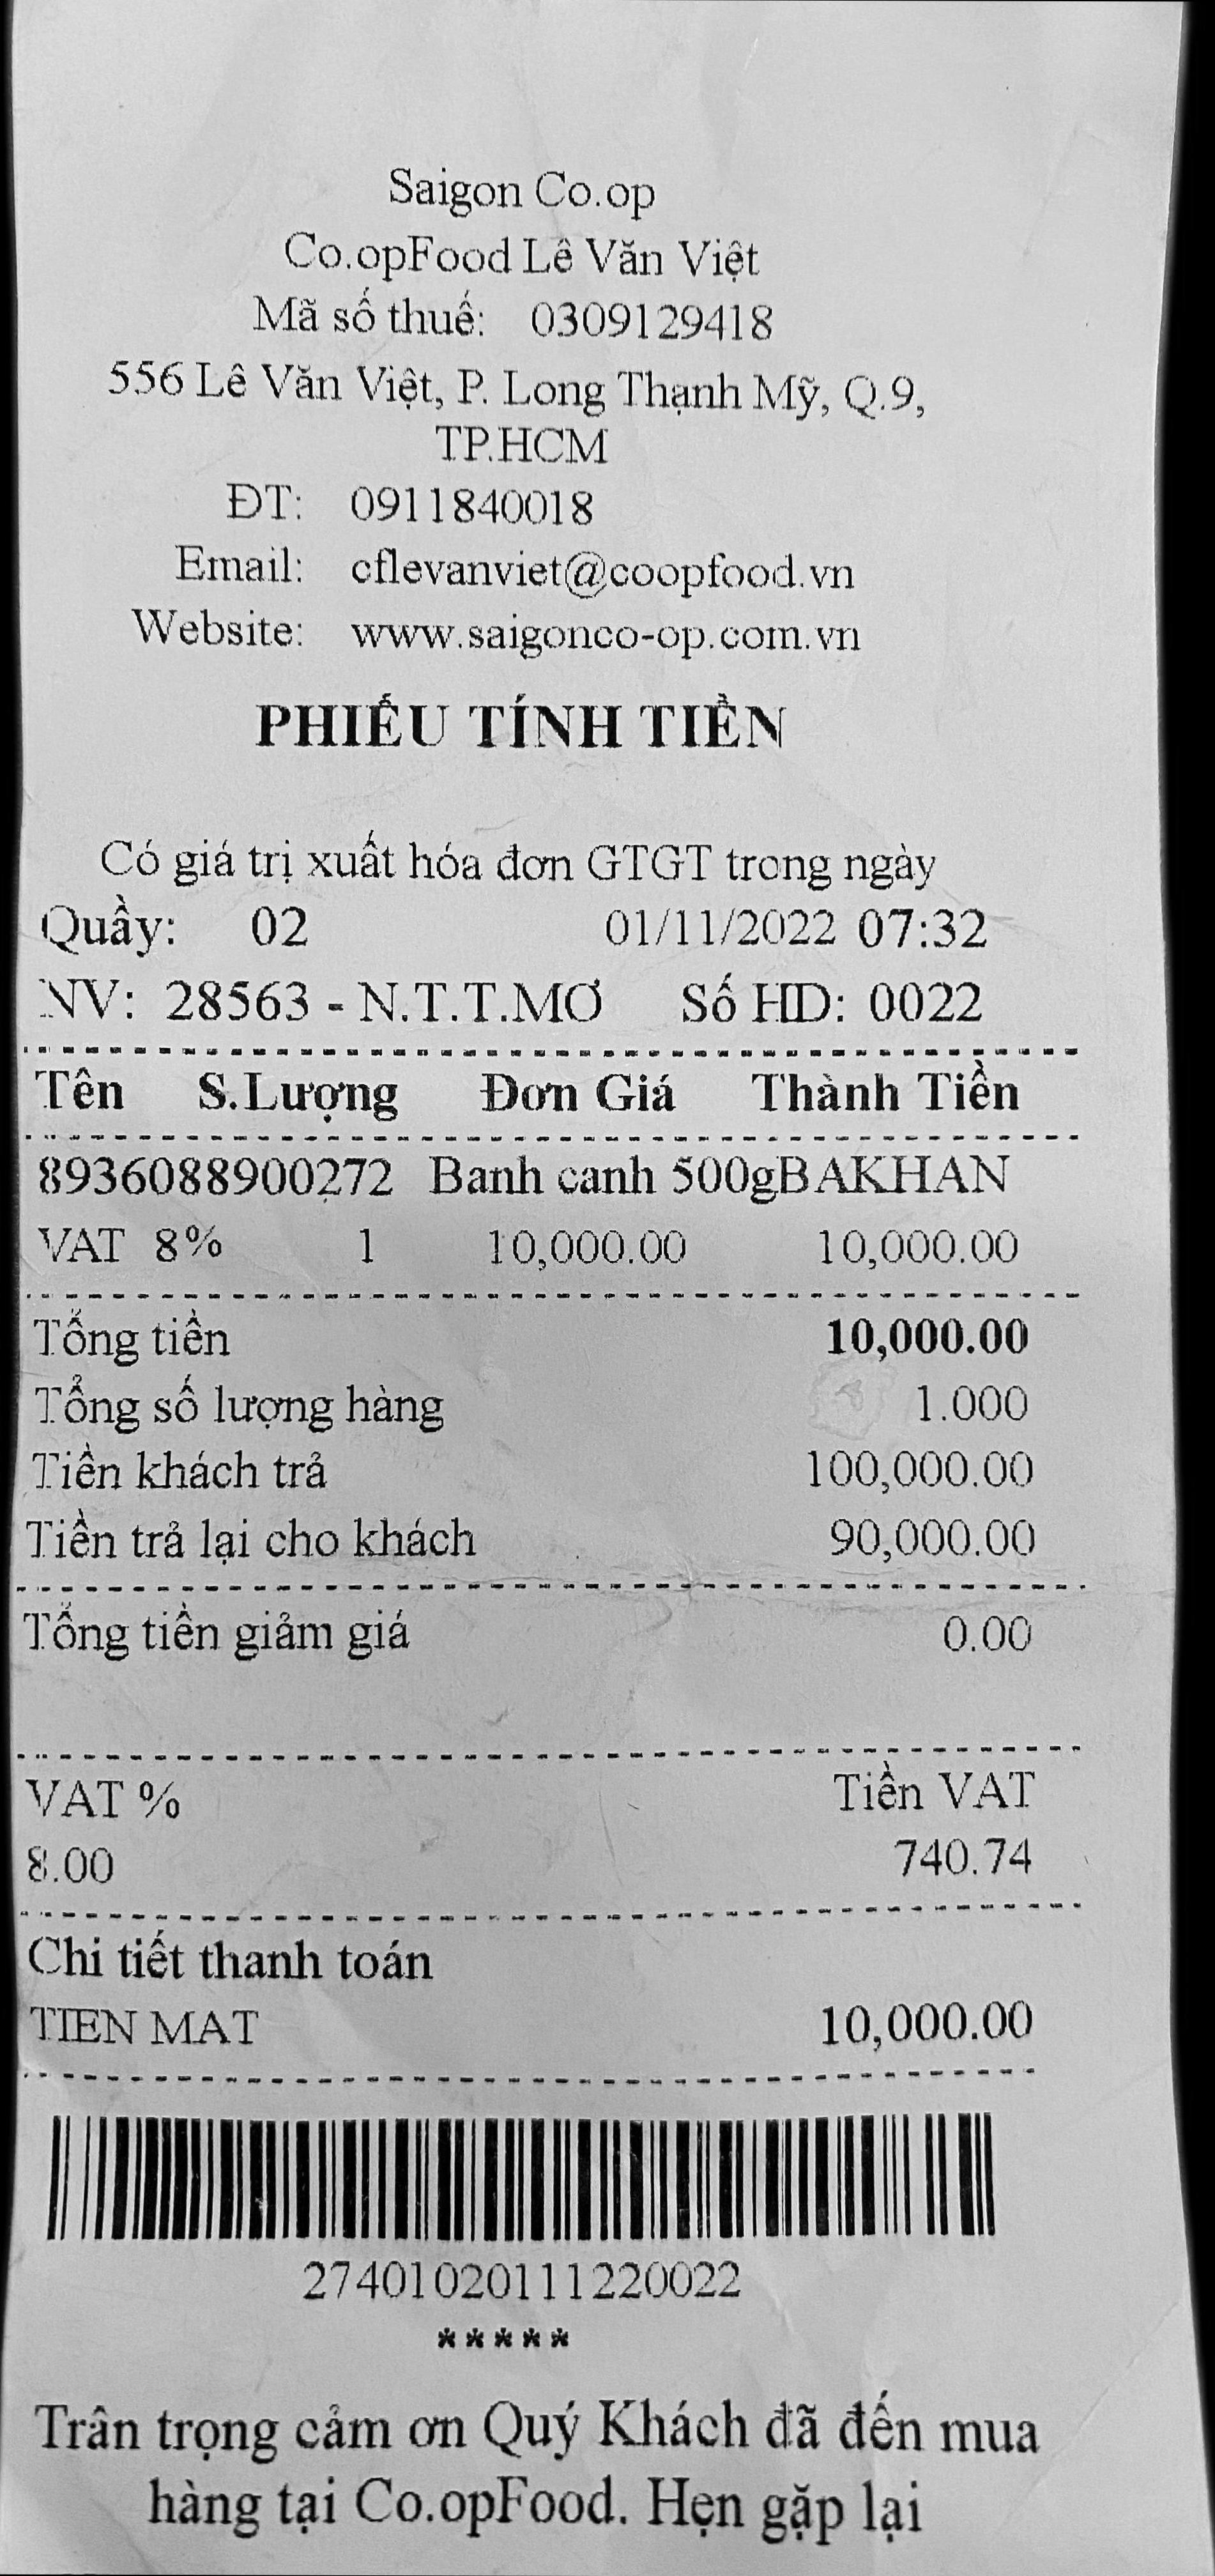 Saigon Co.op
Co.opFood Lê Văn Việt
Mã số thuế: 0309129418
556 Lê Văn Việt, P. Long Thạnh Mỹ, Q.9,
TP.HCM
ĐT: 0911840018
Email: cflevanviet@coopfood.vn
Website: www.saigonco-op.com.vn
PHIẾU TÍNH TIỀN
Có giá trị xuất hóa đơn GTGT trong ngày
Quầy: 02 01/11/2022 07:32
NV: 28563 - N.T.T.MƠ Số HD: 0022
Tên S.Lượng Đơn Giá Thành Tiền
8936088900272 Banh canh 500gBAKHAN
VAT 8% 1 10,000.00 10,000.00
Tổng tiền 10,000.00
Tổng số lượng hàng 1.000
Tiền khách trả 100,000.00
Tiền trả lại cho khách 90,000.00
Tổng tiền giảm giá 0.00
VAT % Tiền VAT
8.00 740.74
Chi tiết thanh toán
TIEN MAT 10,000.00
27401020111220022
*****
Trân trọng cảm ơn Quý Khách đã đến mua
hàng tại Co.opFood. Hẹn gặp lại